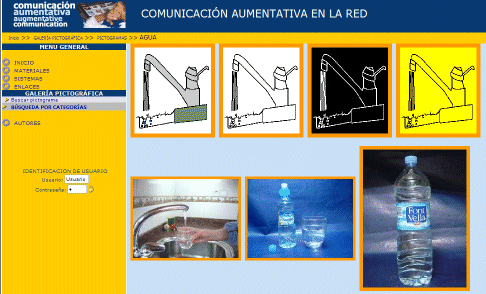 comunicación
aumentativa
augmentative
communication
COMUNICACIÓN AUMENTATIVA EN LA RED
Inicio >> GALERÍA PICTOGRÁFICA >> PICTOGRAMAS >> AGUA
MENU GENERAL
INICIO
MATERIALES
SISTEMAS
ENLACES
GALERÍA PICTOGRÁFICA
Buscar pictograma
BÚSQUEDA POR CATEGORÍAS
AUTORES
IDENTIFICACION DE USUARIO
Usuario: Usuario
Contraseña:
Font
Vella